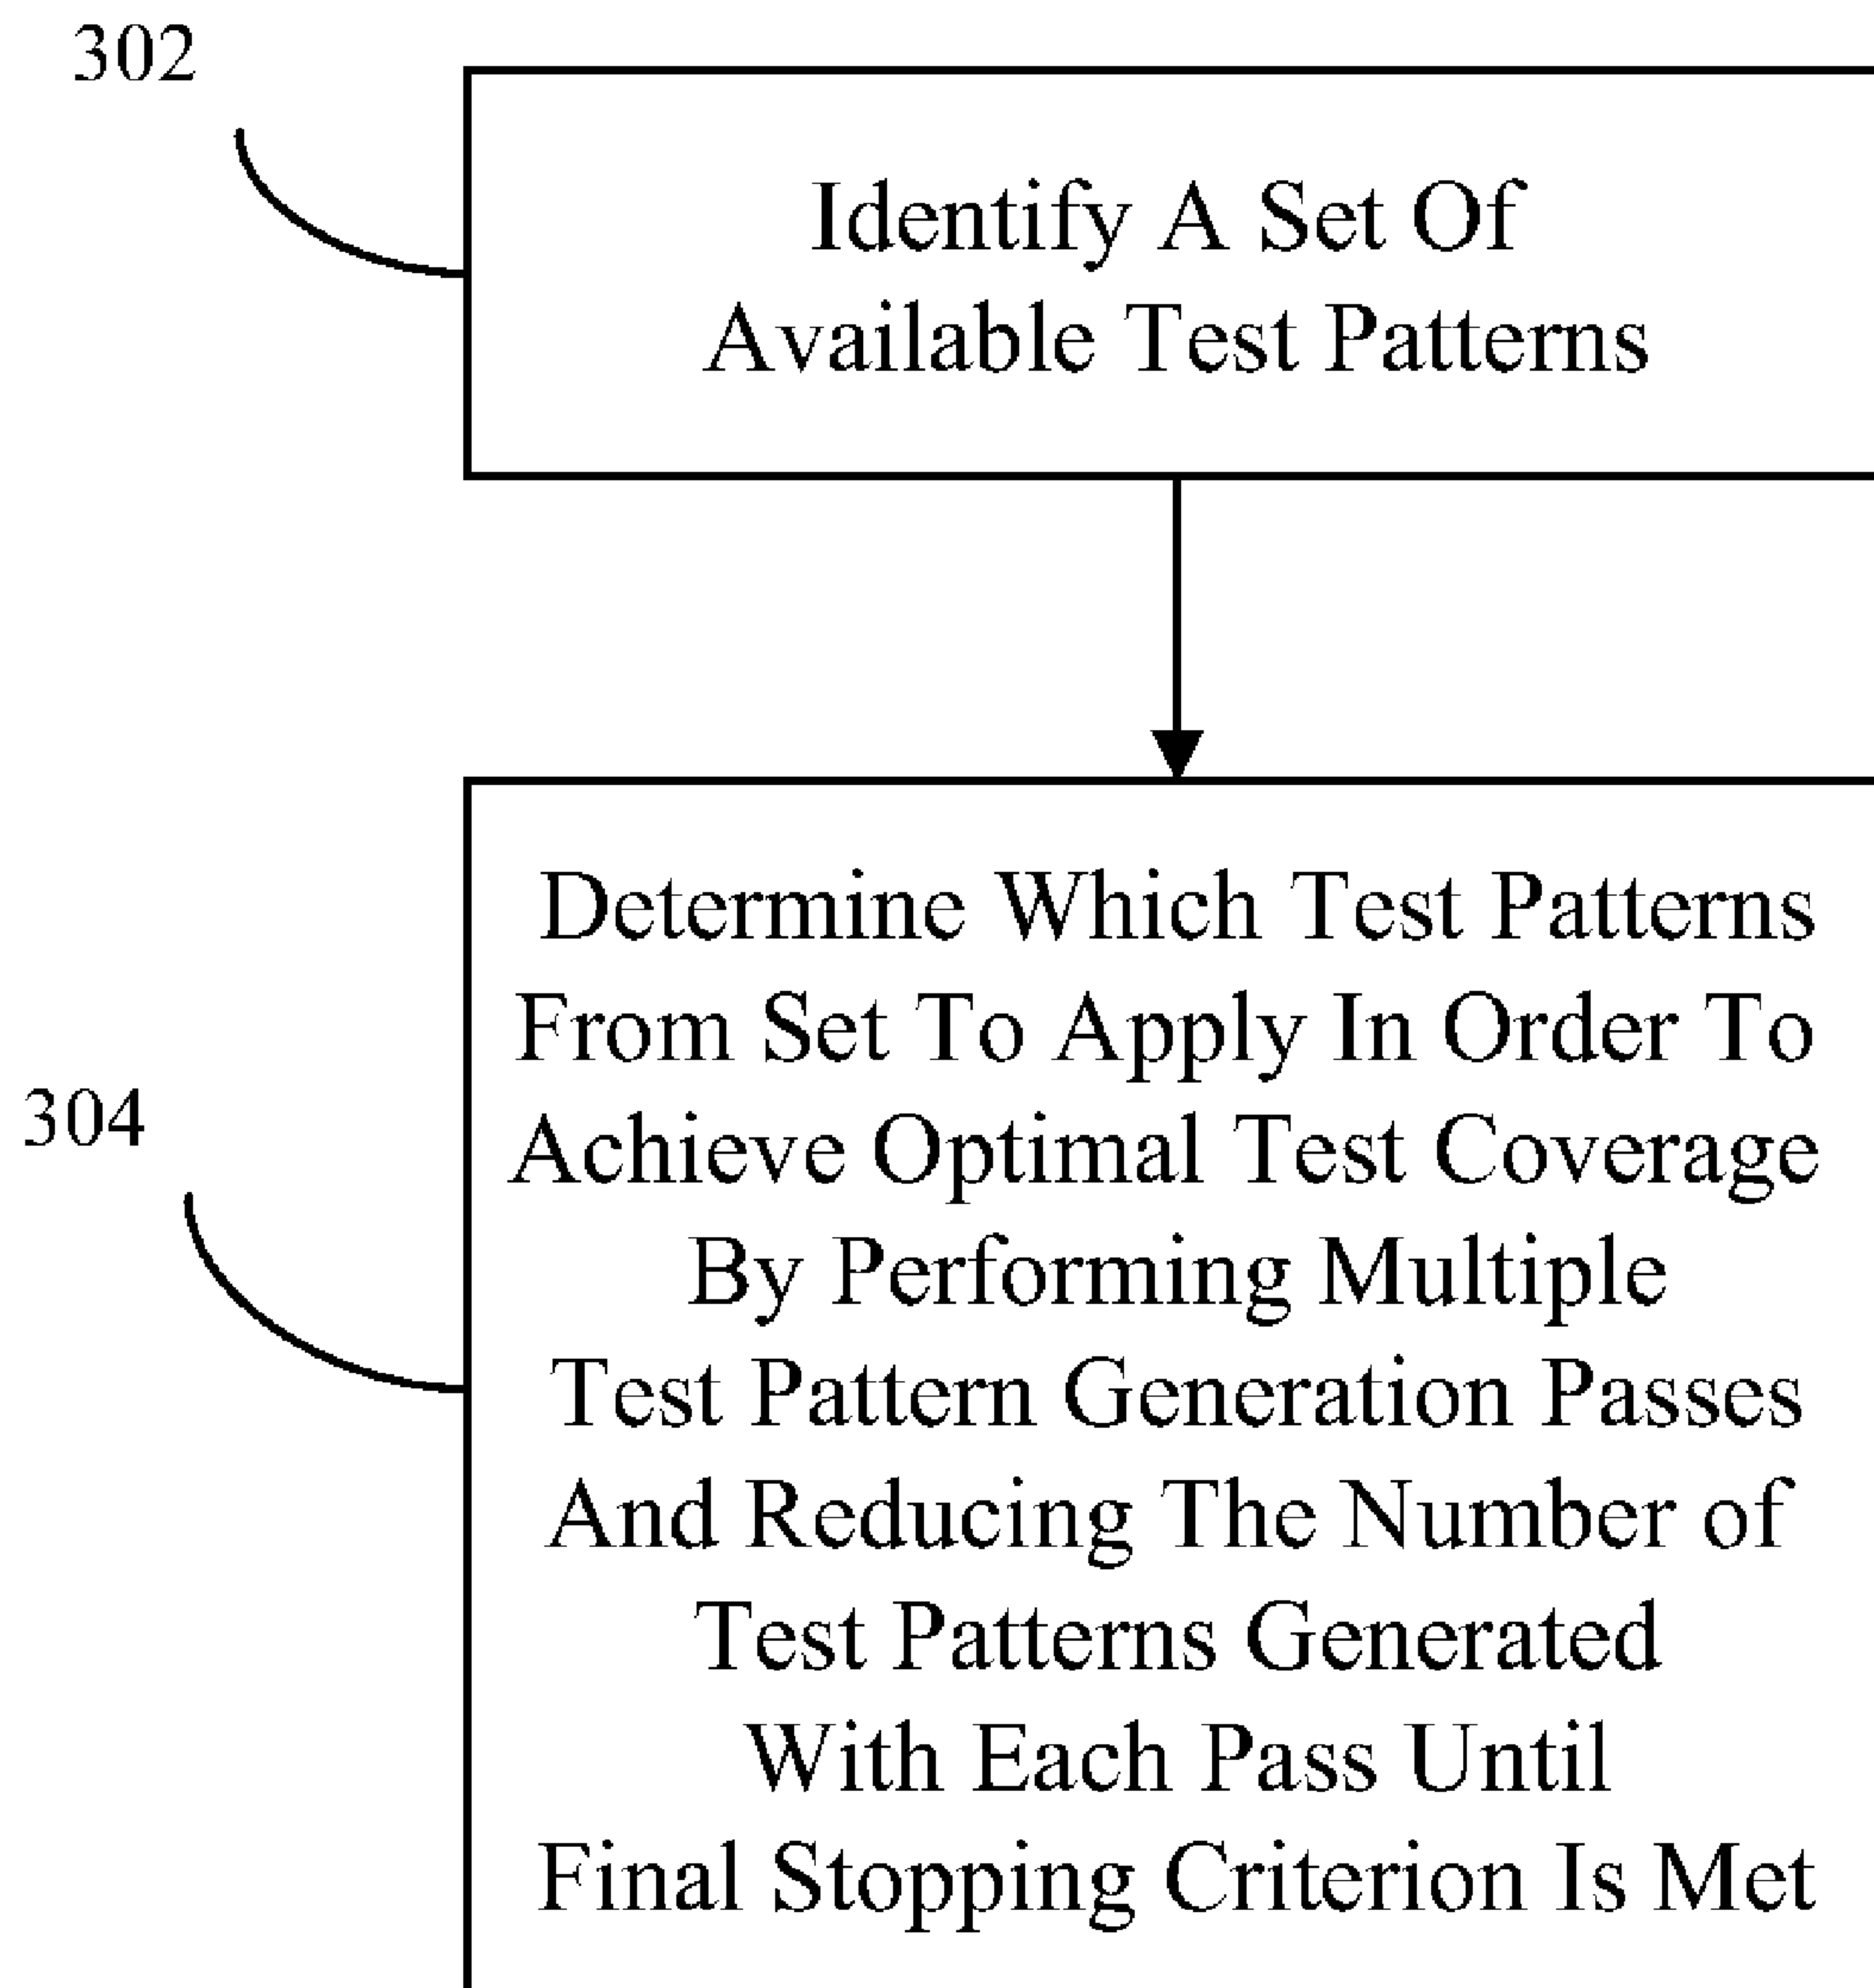 302
Identify A Set Of
Available Test Patterns
Determine Which Test Patterns
From Set To Apply In Order To
Achieve Optimal Test Coverage
304
By Performing Multiple
Test Pattern Generation Passes
And Reducing The Number of
Test Patterns Generated
With Each Pass Until
Final Stopping Criterion Is Met